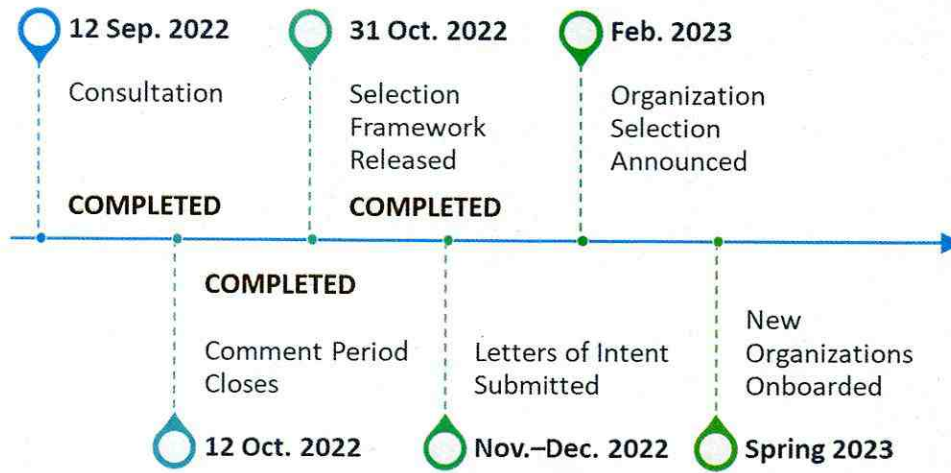 12 Sep. 2022
Consultation
COMPLETED
31 Oct. 2022
Selection
Framework
Released
COMPLETED
Feb. 2023
Organization
Selection
Announced
COMPLETED
Comment Period
Closes
12 Oct. 2022
Letters of Intent
Submitted
Nov.–Dec. 2022
New
Organizations
Onboarded
Spring 2023